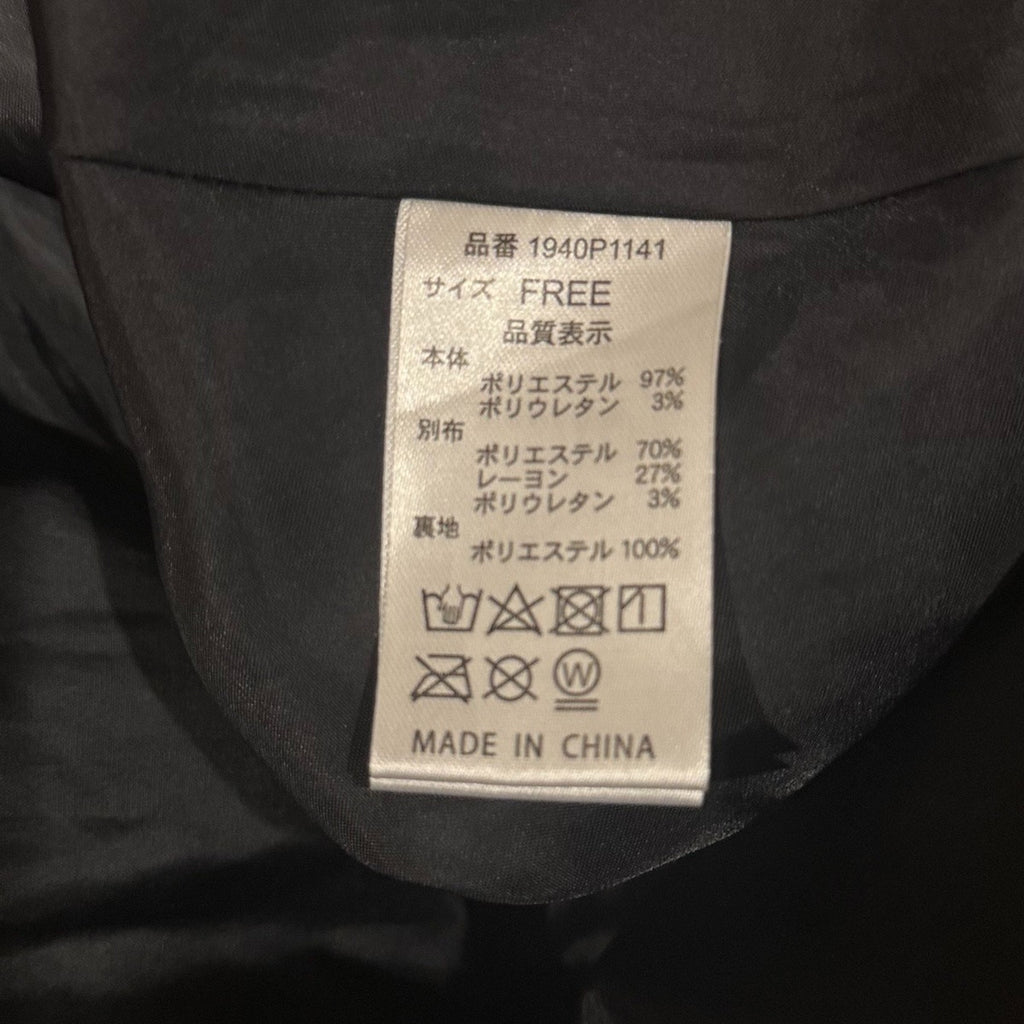 品番 1940P1141
サイズ FREE
品質表示
本体
ポリエステル 97%
ポリウレタン 3%
別布
ポリエステル 70%
レーヨン 27%
ポリウレタン 3%
裏地
ポリエステル 100%
W
MADE IN CHINA